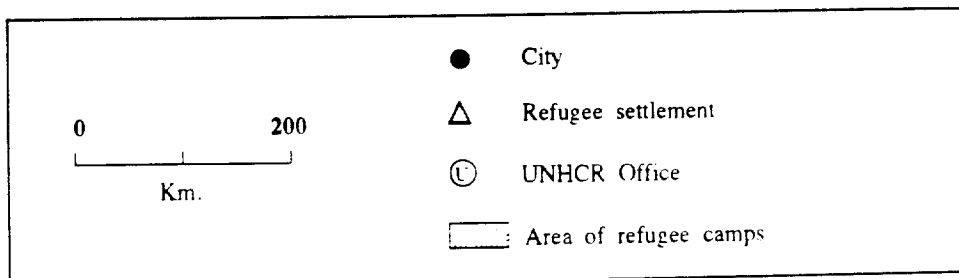 City
Refugee settlement
0 200
Km.
U UNHCR Office
Area of refugee camps